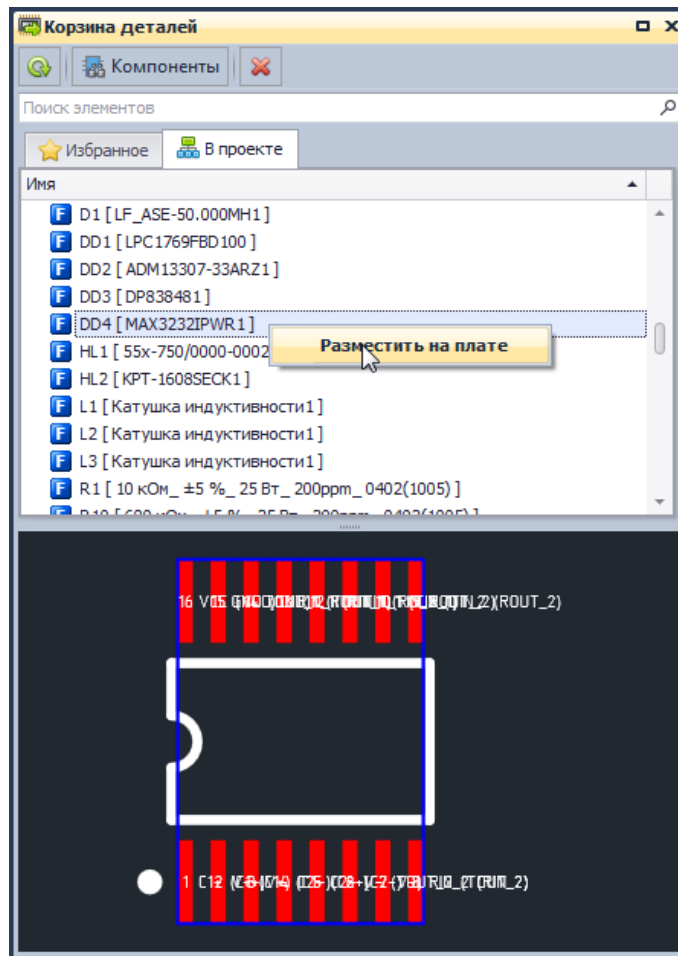 Корзина деталей
Компоненты
Поиск элементов
Избранное
В проекте
Имя
F D1 [ LF_ASE-50.000MH1 ]
F DD1 [ LPC1769FBD100 ]
F DD2 [ ADM13307-33ARZ1 ]
F DD3 [ DP838481 ]
F DD4 [ MAX3232IPWR1 ]
Разместить на плате
F HL1 [ 55x-750/0000-0002
F HL2 [ KPT-1608SECK1 ]
F L1 [ Катушка индуктивности1 ]
F L2 [ Катушка индуктивности1 ]
F L3 [ Катушка индуктивности1 ]
F R1 [ 10 кОм_ ±5 %_ 25 Вт_ 200ppm_ 0402(1005) ]
16
(ROUT_2)
1